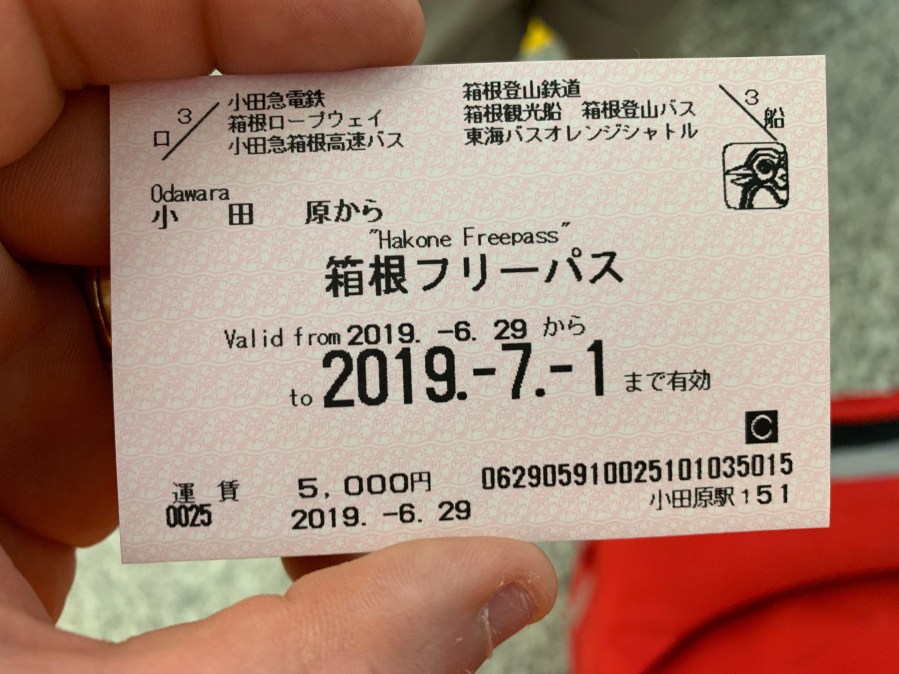 小田急電鉄 箱根登山鉄道
3 箱根ロープウェイ 箱根観光船 箱根登山バス 3
ロ 小田急箱根高速バス 東海バスオレンジシャトル 船
Odawara
小 田 原から
"Hakone Freepass"
箱根フリーパス
Valid from 2019. -6. 29 から
to 2019.-7.-1 まで有効
C
運 賃 5,000円 062905910025101035015
0025 2019. -6. 29 小田原駅↑51